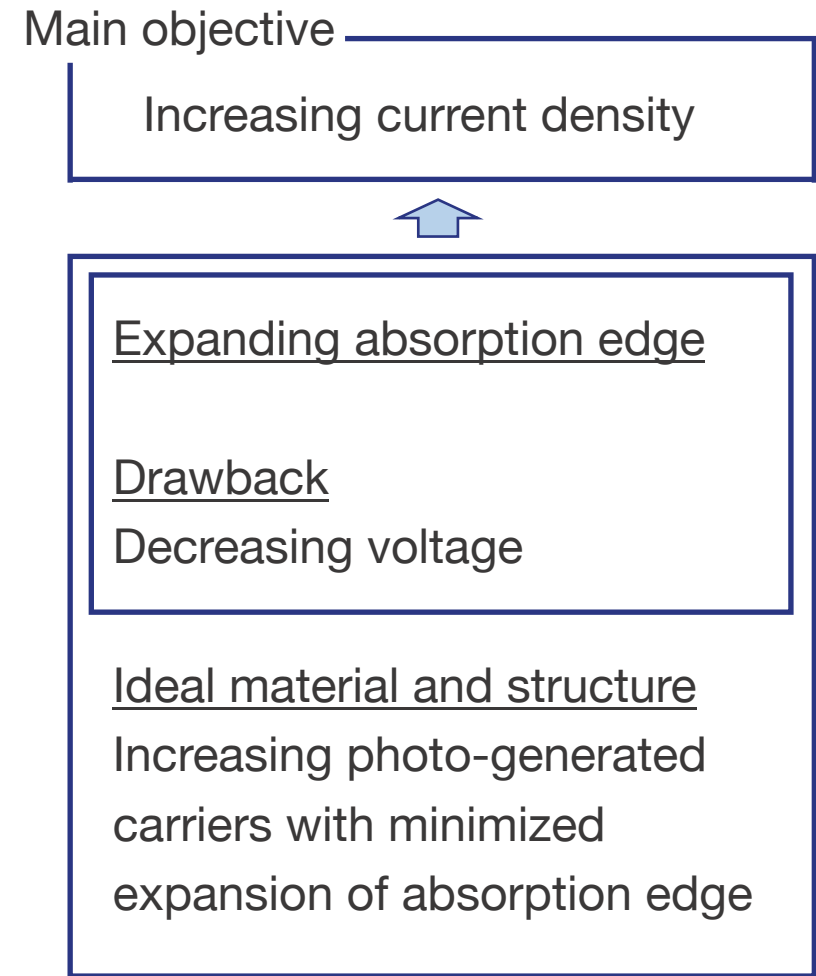 Main objective
Increasing current density
Expanding absorption edge
Drawback
Decreasing voltage
Ideal material and structure
Increasing photo-generated
carriers with minimized
expansion of absorption edge